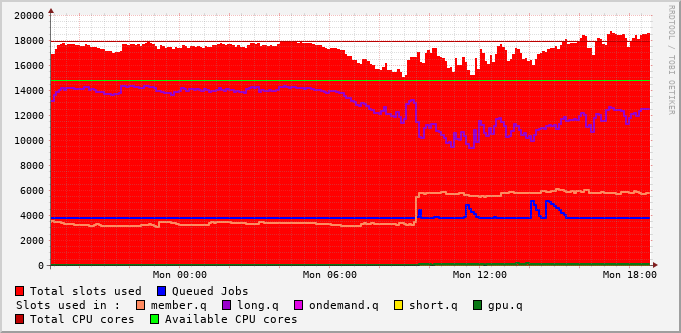 20000
18000
16000
14000
12000
10000
8000
6000
4000
2000
0
Mon 00:00 Mon 06:00 Mon 12:00 Mon 18:00
RRDTOOL / TOBI OETIKER
Total slots used Queued Jobs
Slots used in : member.q long.q ondemand.q short.q gpu.q
Total CPU cores Available CPU cores